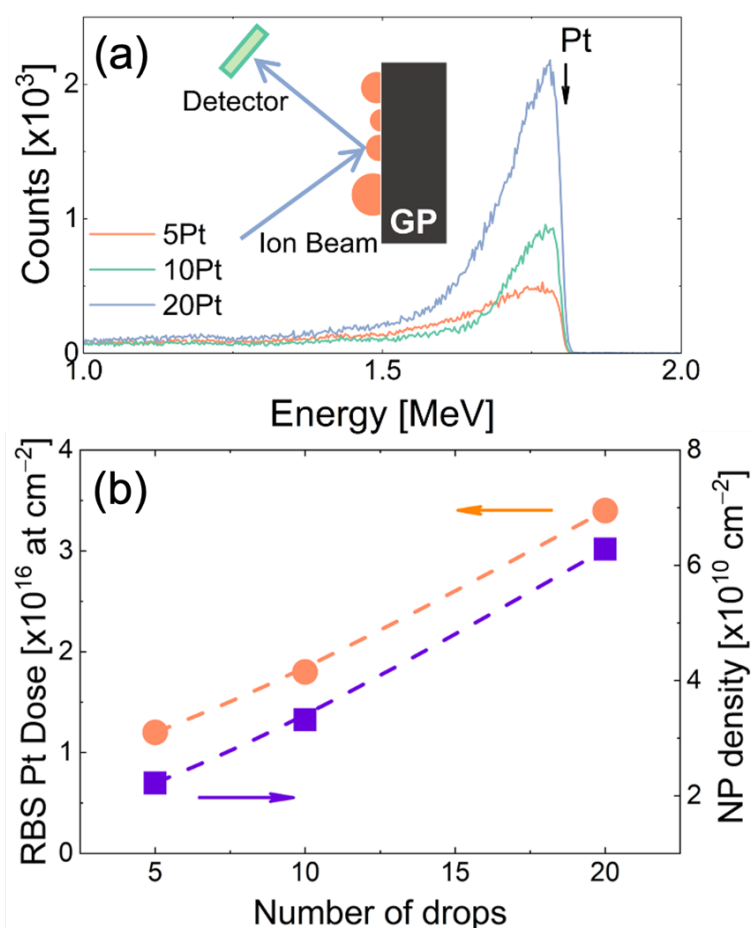 (a)
Pt
Detector
GP
Ion Beam
5Pt
10Pt
20Pt
Counts [x10³]
2
1
0
1.0
1.5
2.0
Energy [MeV]
(b)
RBS Pt Dose [x10¹⁶ at cm⁻²]
4
3
2
1
0
NP density [x10¹⁰ cm⁻²]
8
6
4
2
5
10
15
20
Number of drops